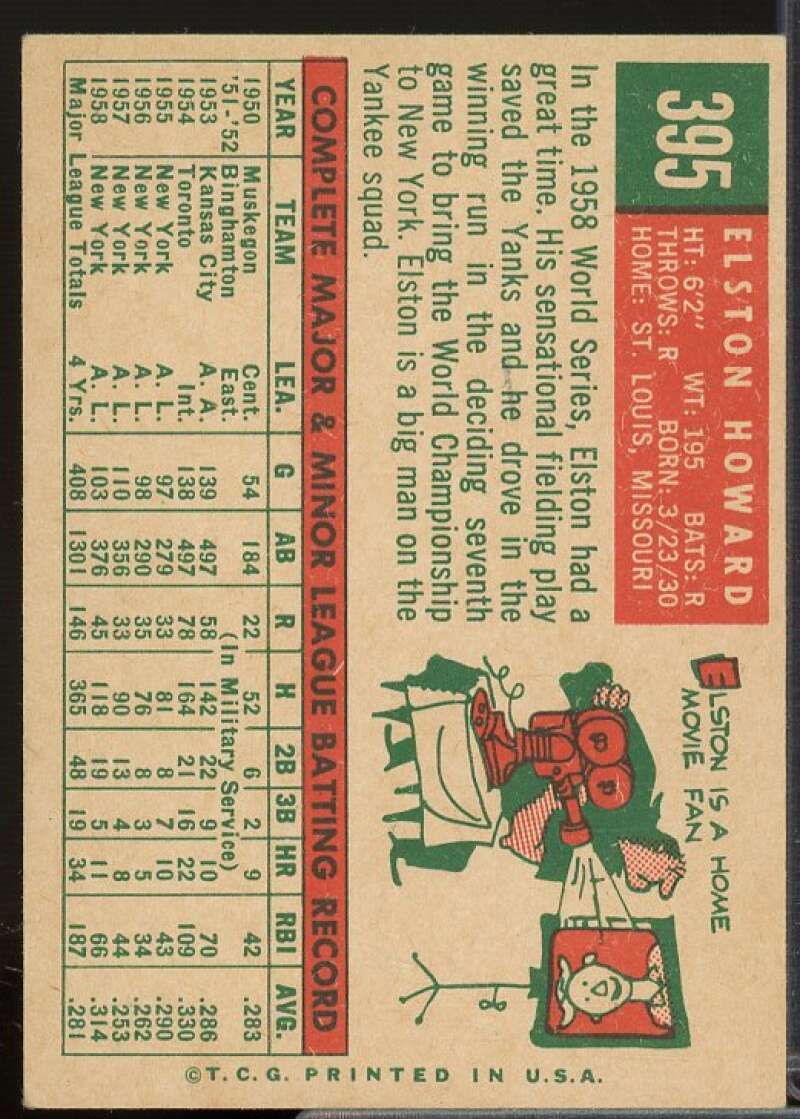 395
ELSTON HOWARD
HT: 6'2" WT: 195 BATS: R
THROWS: R BORN: 3/23/30
HOME: ST. LOUIS, MISSOURI
In the 1958 World Series, Elston had a
great time. His sensational fielding play
saved the Yanks and he drove in the
winning run in the deciding seventh
game to bring the World Championship
to New York. Elston is a big man on the
Yankee squad.
ELSTON IS A HOME
MOVIE FAN
COMPLETE MAJOR & MINOR LEAGUE BATTING RECORD
YEAR TEAM LEA. G AB R H 2B 3B HR RBI AVG.
1950 Muskegon Cent. 54 184 22 52 6 2 9 42 .283
'51-'52 Binghamton East. (In Military Service)
1953 Kansas City A. A. 139 497 58 142 22 9 10 70 .286
1954 Toronto Int. 138 497 78 164 21 16 22 109 .330
1955 New York A. L. 97 279 33 81 8 7 10 43 .290
1956 New York A. L. 98 290 35 76 8 3 5 34 .262
1957 New York A. L. 110 356 33 90 13 4 8 44 .253
1958 New York A. L. 103 376 45 118 19 5 11 66 .314
Major League Totals 4 Yrs. 408 1301 146 365 48 19 34 187 .281
© T. C. G. PRINTED IN U.S.A.